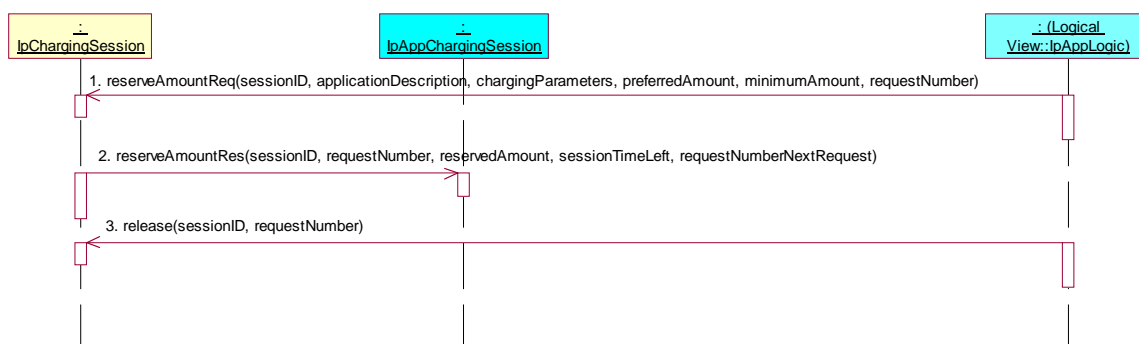 :
IpChargingSession
:
IpAppChargingSession
: (Logical
View::IpAppLogic)
1. reserveAmountReq(sessionID, applicationDescription, chargingParameters, preferredAmount, minimumAmount, requestNumber)
2. reserveAmountRes(sessionID, requestNumber, reservedAmount, sessionTimeLeft, requestNumberNextRequest)
3. release(sessionID, requestNumber)